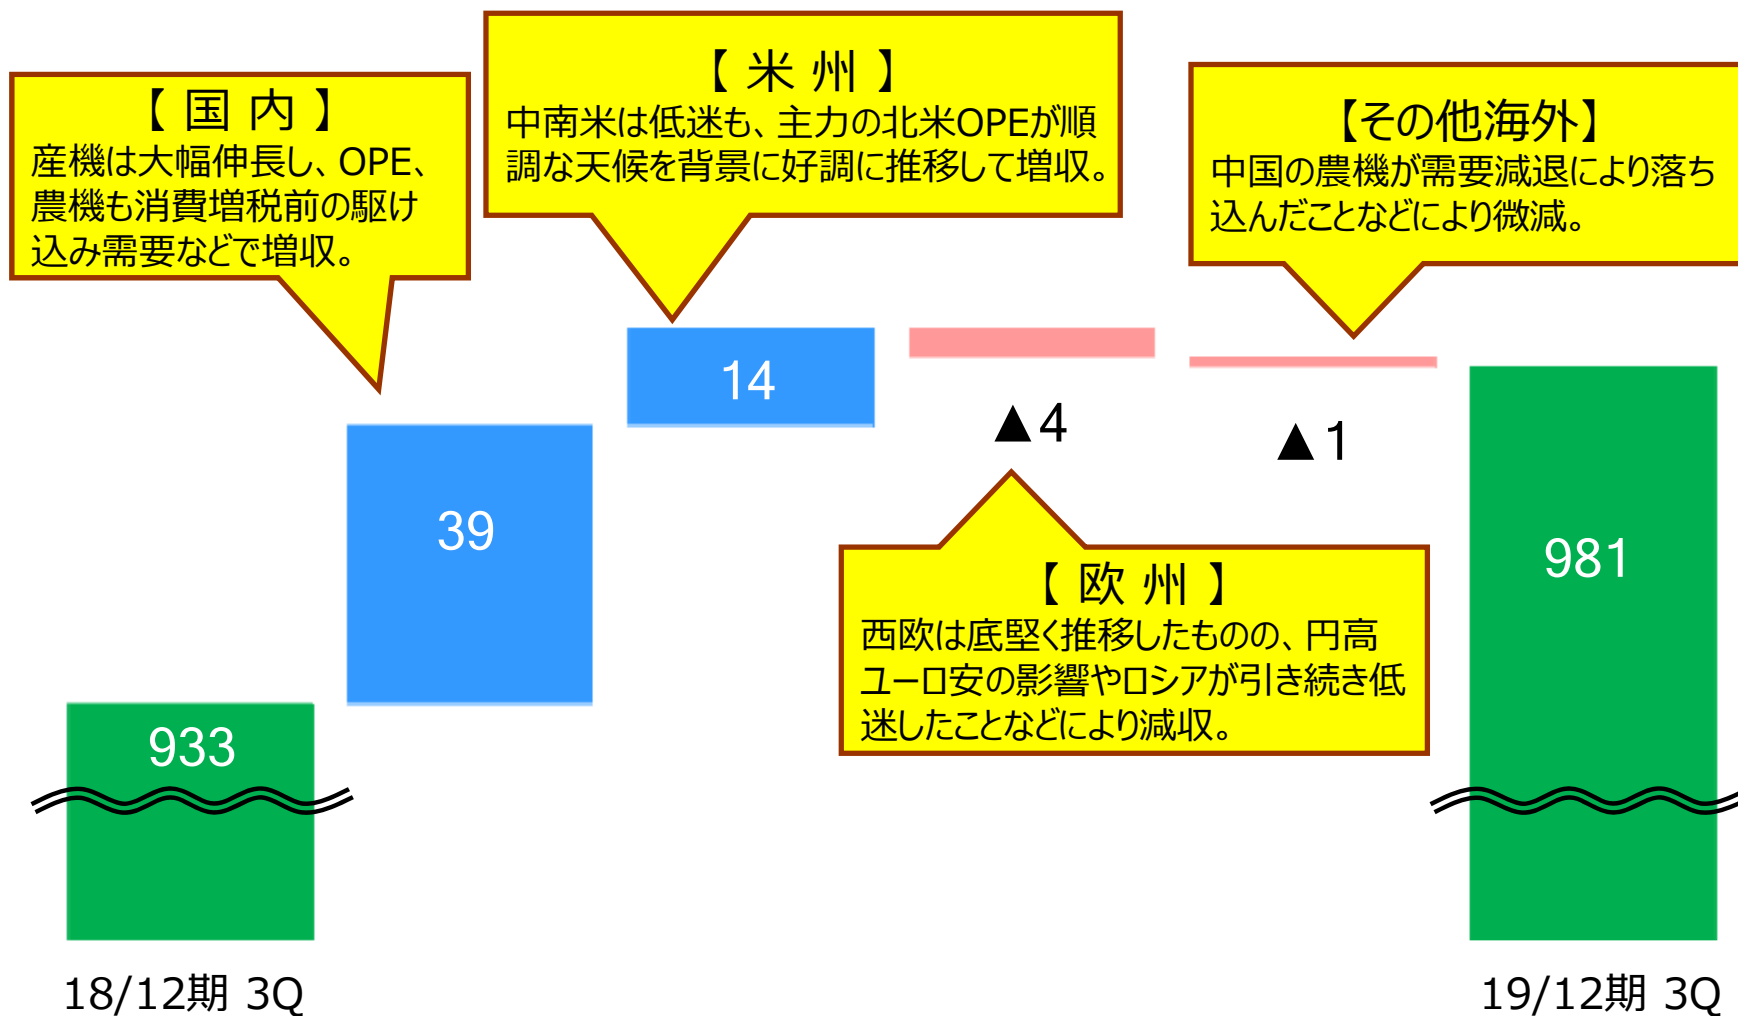 【 国 内 】
産機は大幅伸長し、OPE、
農機も消費増税前の駆け
込み需要などで増収。
【 米 州 】
中南米は低迷も、主力の北米OPEが順
調な天候を背景に好調に推移して増収。
【その他海外】
中国の農機が需要減退により落ち
込んだことなどにより微減。
14
▲4
▲1
39
【 欧 州 】
西欧は底堅く推移したものの、円高
ユーロ安の影響やロシアが引き続き低
迷したことなどにより減収。
933
981
18/12期 3Q
19/12期 3Q